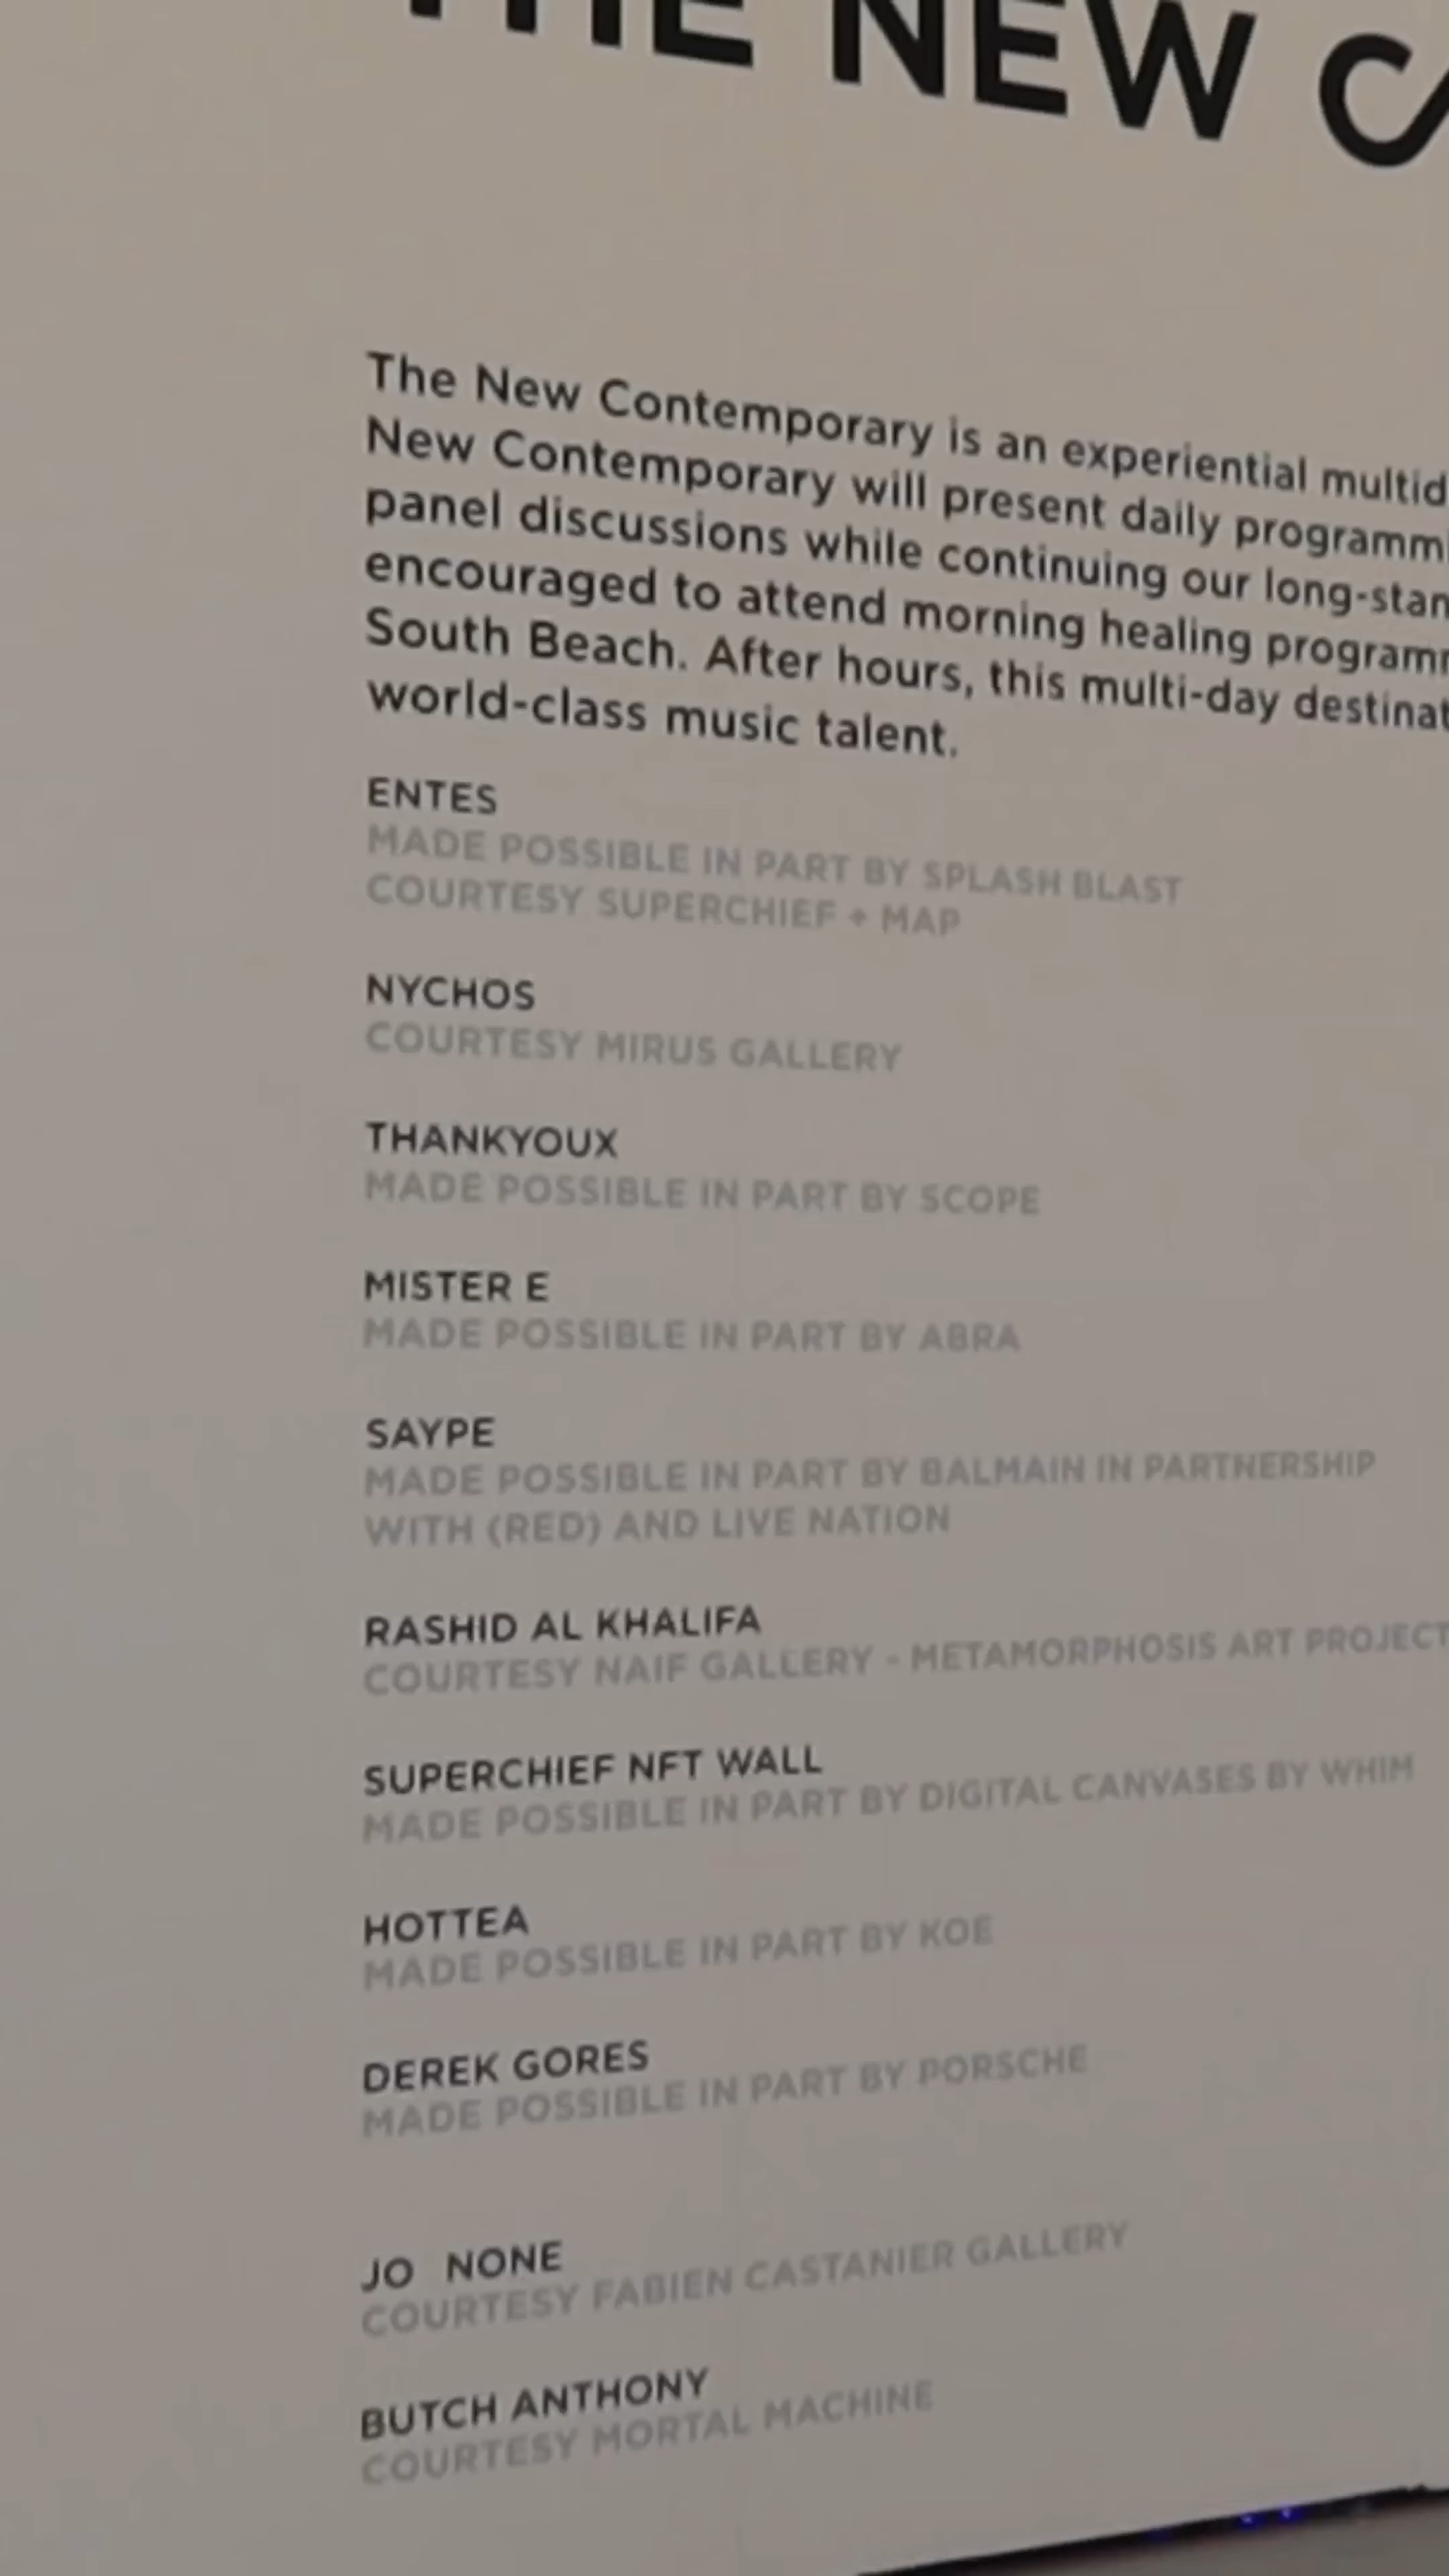 THE NEW
The New Contemporary is an experiential
New Contemporary will present daily
panel discussions while continuing our
encouraged to attend morning healing
South Beach. After hours, this multi-day
world-class music talent.
ENTES
MADE POSSIBLE IN PART BY SPLASH BLAST
COURTESY SUPERCHIEF + MAP
NYCHOS
COURTESY MIRUS GALLERY
THANKYOUX
MADE POSSIBLE IN PART BY SCOPE
MISTER E
MADE POSSIBLE IN PART BY ABRA
SAYPE
MADE POSSIBLE IN PART BY BALMAIN IN PARTNERSHIP
WITH (RED) AND LIVE NATION
RASHID AL KHALIFA
COURTESY NAIF GALLERY - METAMORPHOSIS ART PROJECT
SUPERCHIEF NFT WALL
MADE POSSIBLE IN PART BY DIGITAL CANVASES BY WHIM
HOTTEA
MADE POSSIBLE IN PART BY KOE
DEREK GORES
MADE POSSIBLE IN PART BY PORSCHE
JO NONE
COURTESY FABIEN CASTANIER GALLERY
BUTCH ANTHONY
COURTESY MORTAL MACHINE